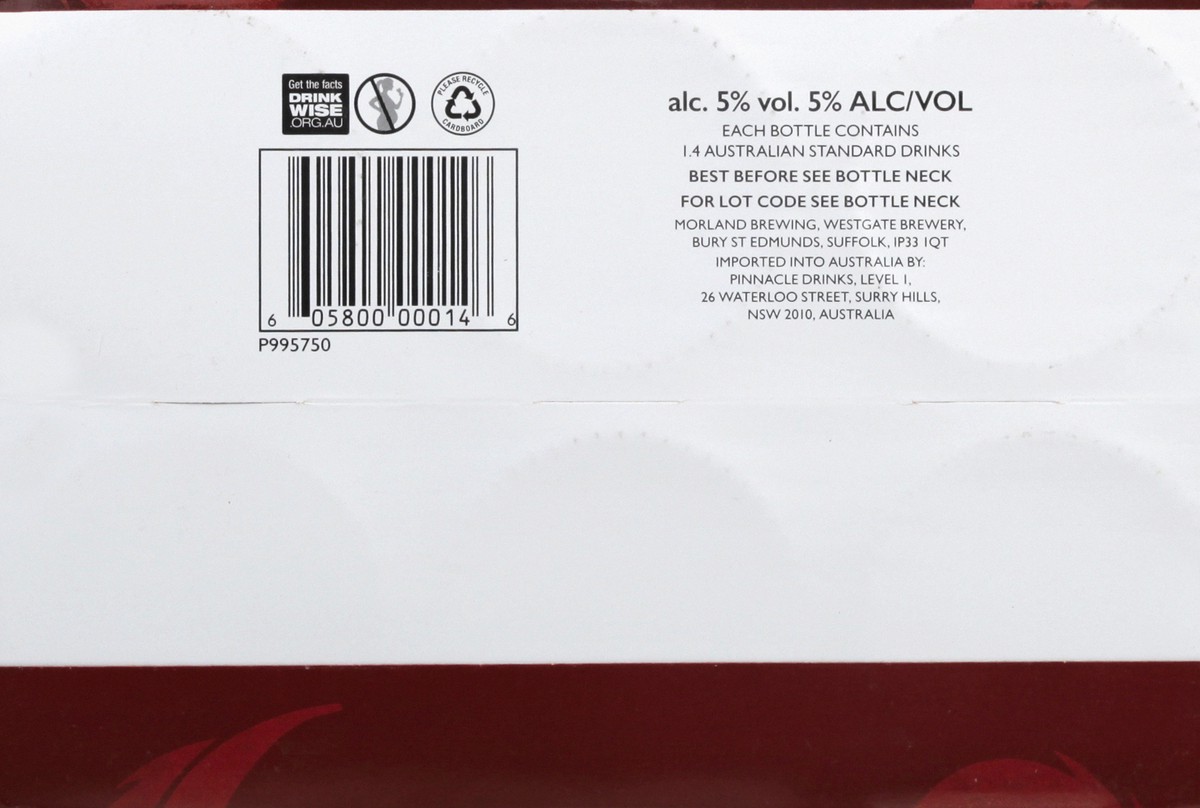 Get the facts
DRINK
WISE
.ORG.AU
PLEASE RECYCLE
CARDBOARD
6 05800 00014 6
P995750
alc. 5% vol. 5% ALC/VOL
EACH BOTTLE CONTAINS
1.4 AUSTRALIAN STANDARD DRINKS
BEST BEFORE SEE BOTTLE NECK
FOR LOT CODE SEE BOTTLE NECK
MORLAND BREWING, WESTGATE BREWERY,
BURY ST EDMUNDS, SUFFOLK, IP33 1QT
IMPORTED INTO AUSTRALIA BY:
PINNACLE DRINKS, LEVEL 1,
26 WATERLOO STREET, SURRY HILLS,
NSW 2010, AUSTRALIA